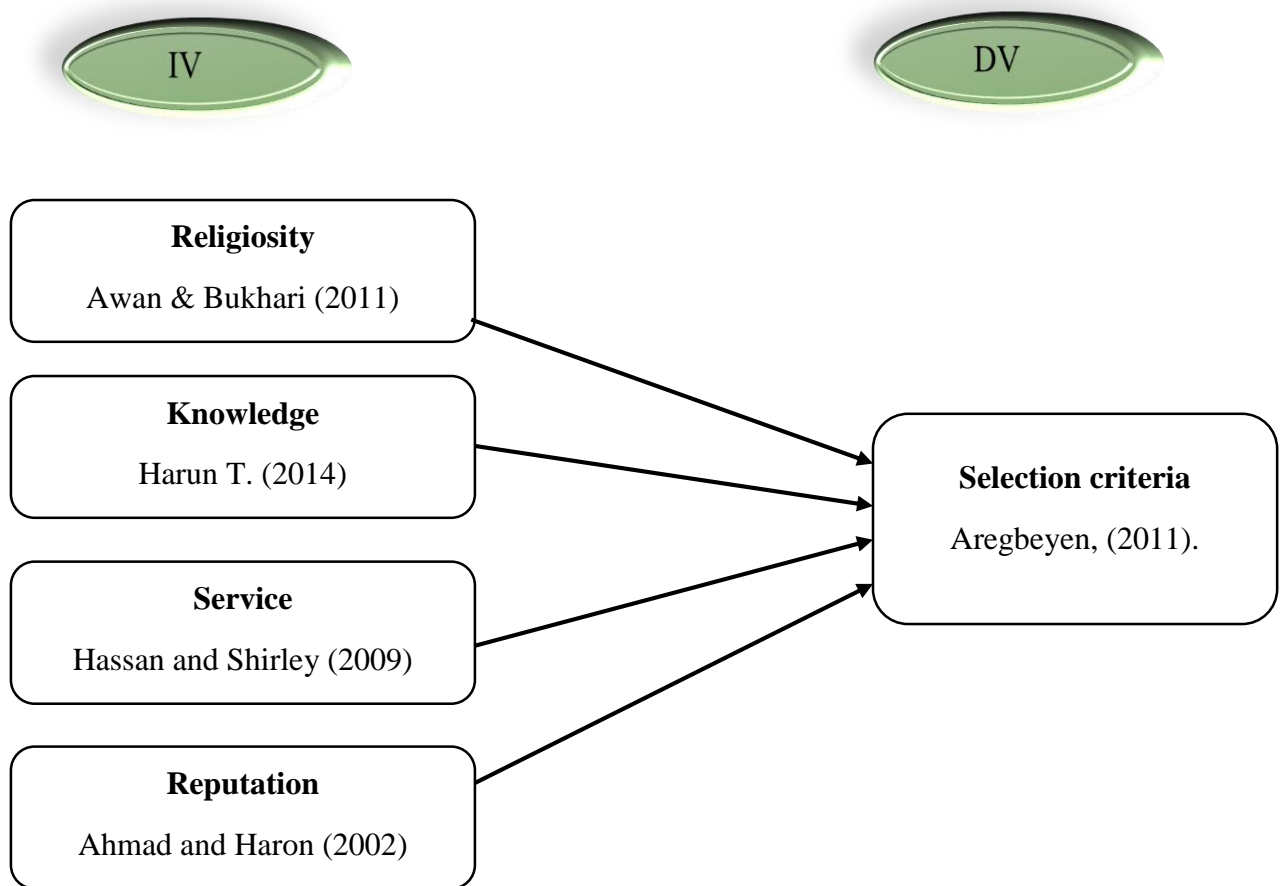 IV
DV
Religiosity
Awan & Bukhari (2011)
Knowledge
Harun T. (2014)
Service
Hassan and Shirley (2009)
Reputation
Ahmad and Haron (2002)
Selection criteria
Aregbeyen, (2011).